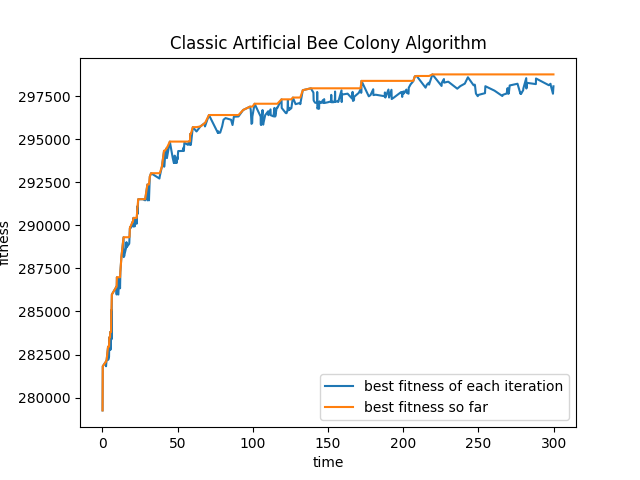 Classic Artificial Bee Colony Algorithm
fitness
297500
295000
292500
290000
287500
285000
282500
280000
best fitness of each iteration
best fitness so far
0 50 100 150 200 250 300
time